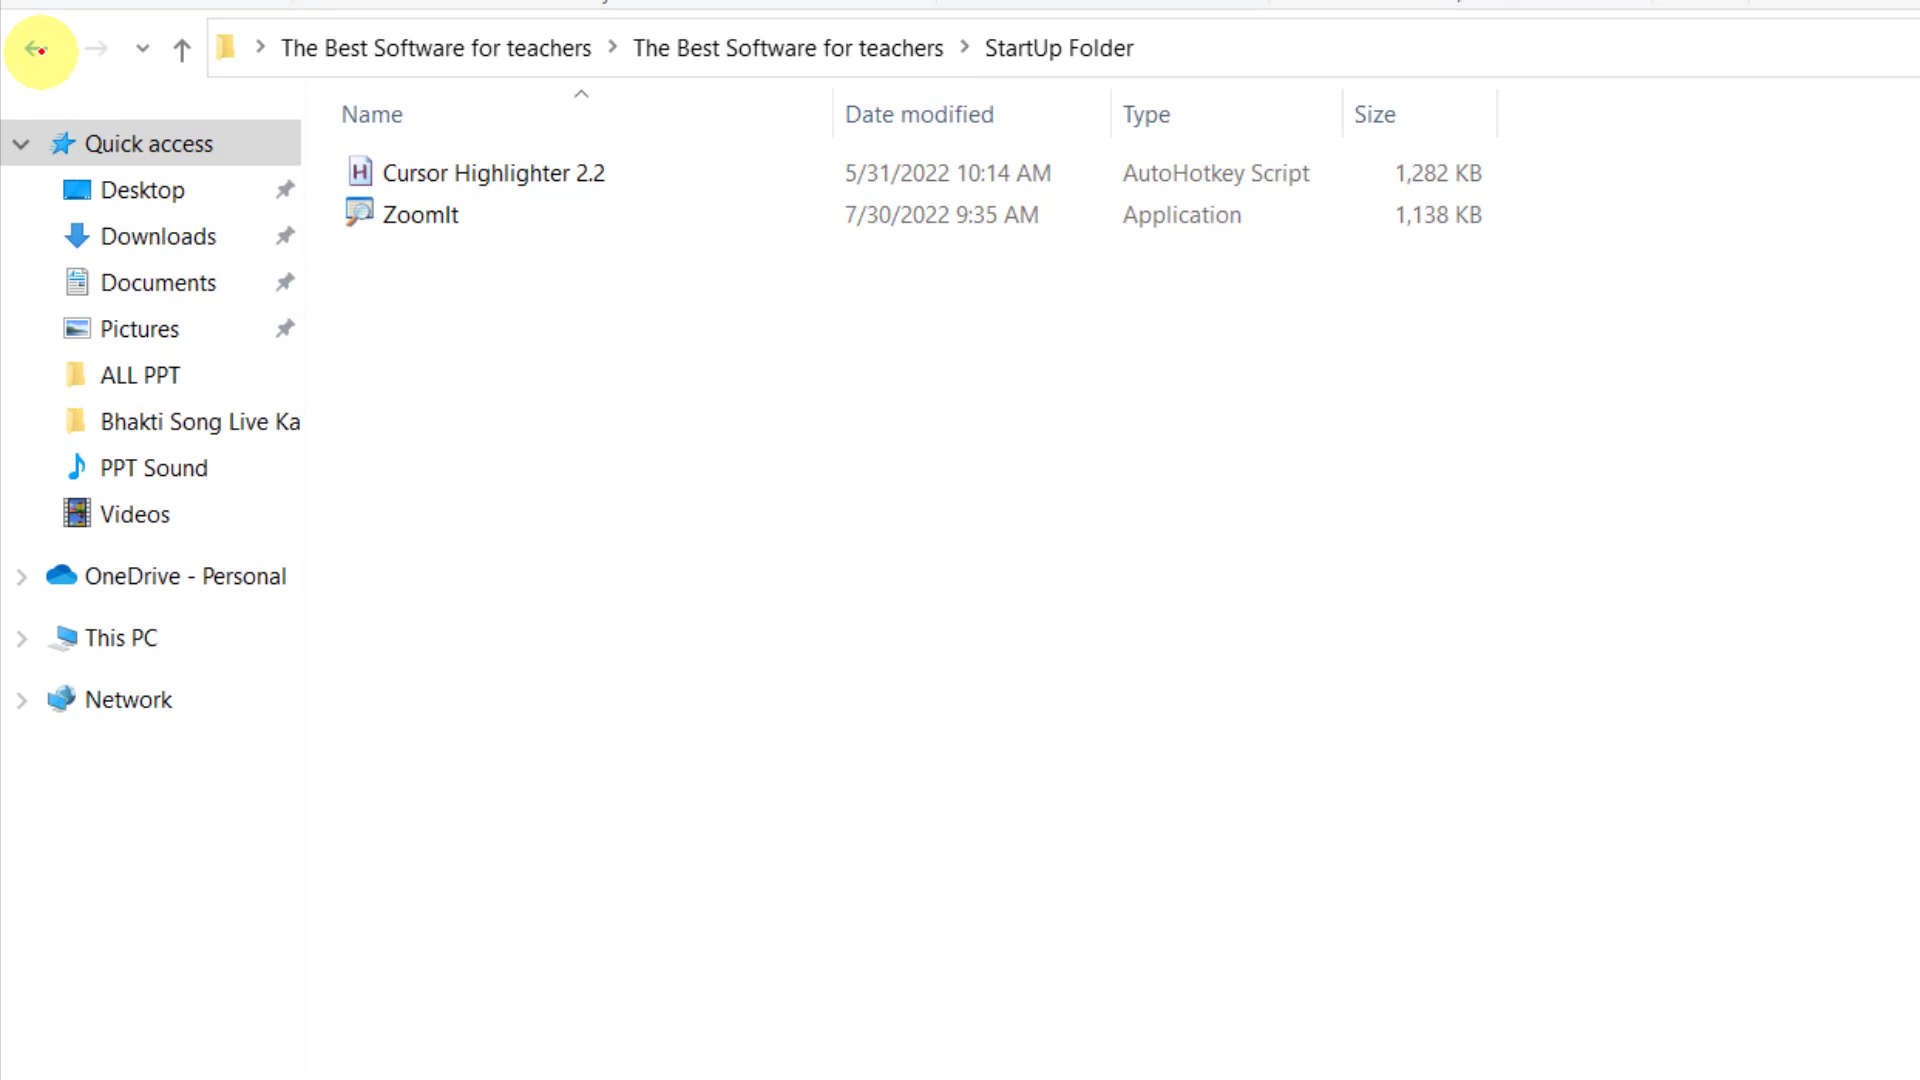 The Best Software for teachers > The Best Software for teachers > StartUp Folder
Name Date modified Type Size
Quick access
Cursor Highlighter 2.2 5/31/2022 10:14 AM AutoHotkey Script 1,282 KB
Desktop
ZoomIt 7/30/2022 9:35 AM Application 1,138 KB
Downloads
Documents
Pictures
ALL PPT
Bhakti Song Live Ka
PPT Sound
Videos
OneDrive - Personal
This PC
Network